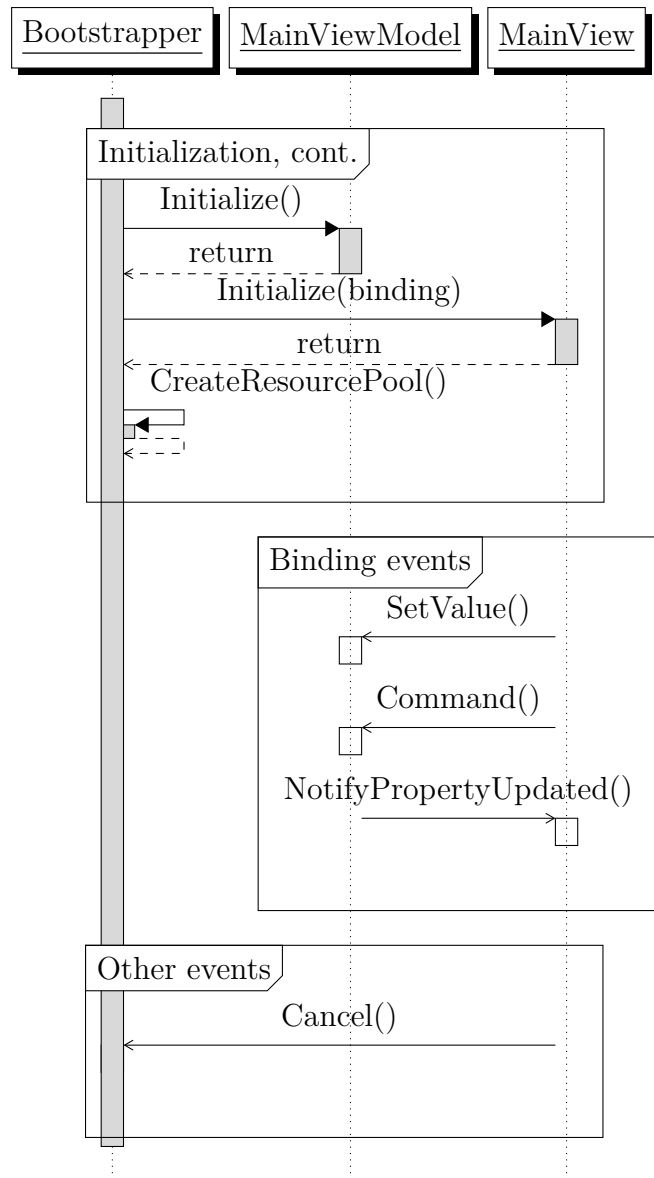 Bootstrapper MainViewModel MainView
Initialization, cont.
Initialize()
return
Initialize(binding)
return
CreateResourcePool()
Binding events
SetValue()
Command()
NotifyPropertyUpdated()
Other events
Cancel()